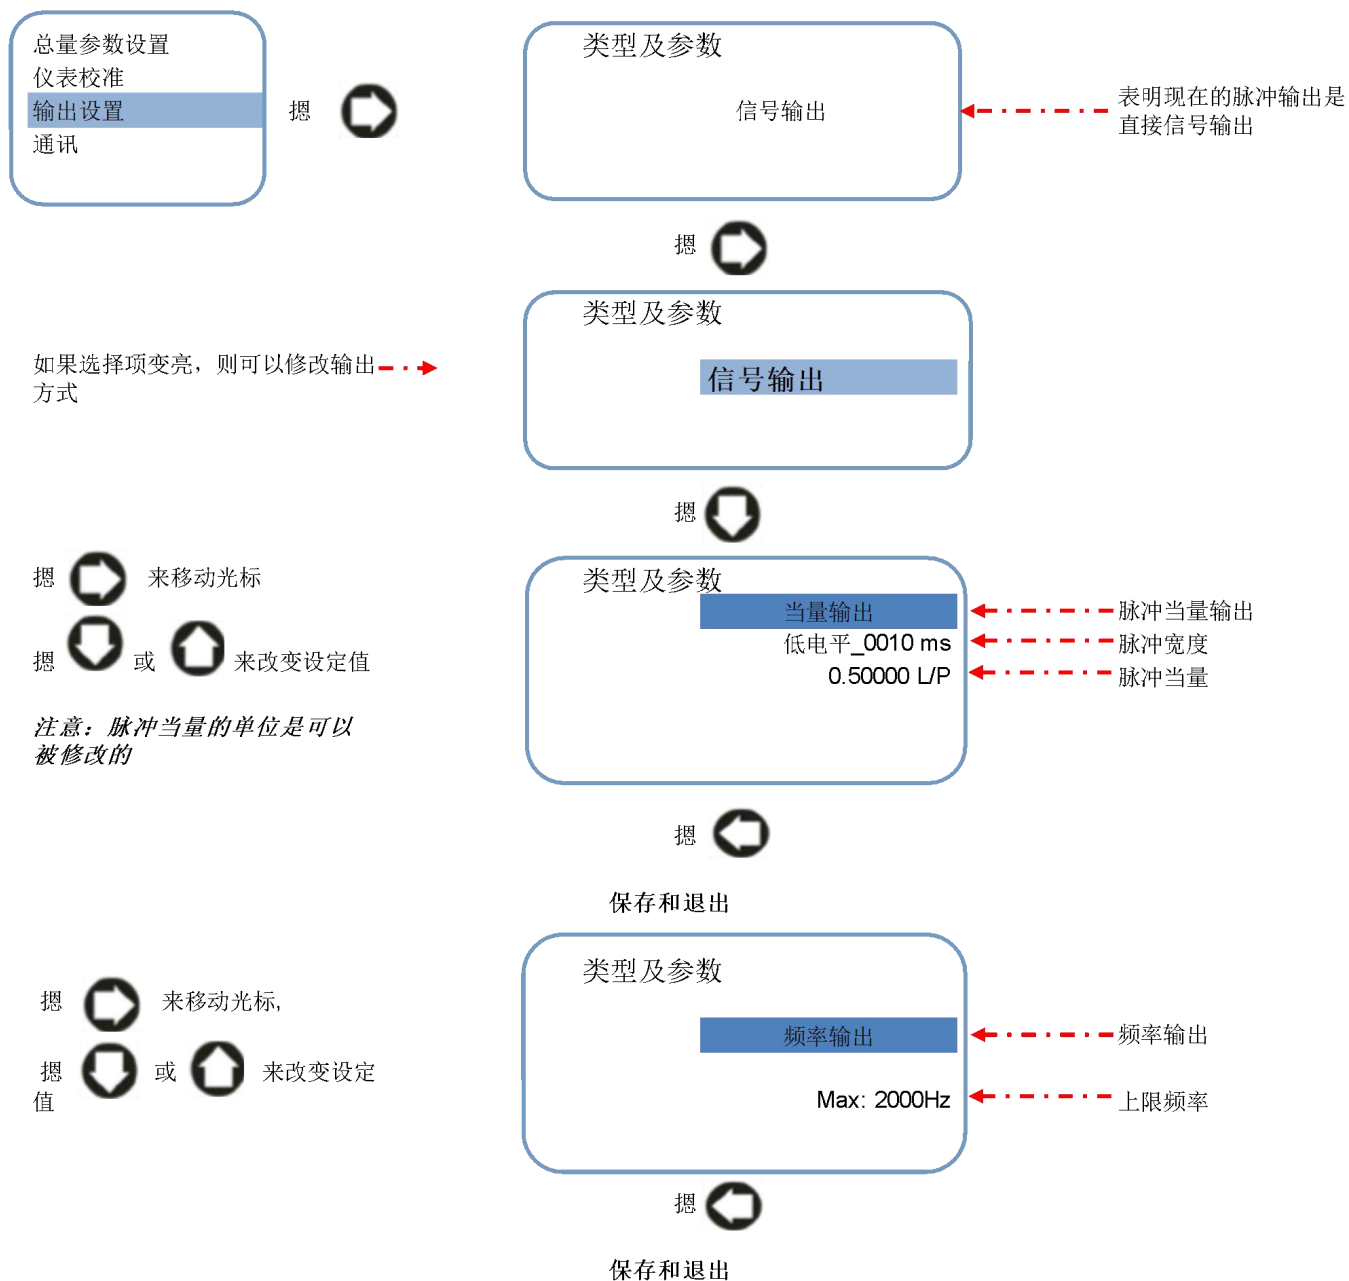 总量参数设置
仪表校准
输出设置
通讯
摁
类型及参数
信号输出
表明现在的脉冲输出是
直接信号输出
摁
类型及参数
信号输出
如果选择项变亮，则可以修改输出
方式
摁
摁 来移动光标
摁 或 来改变设定值
注意：脉冲当量的单位是可以
被修改的
类型及参数
当量输出
低电平_0010 ms
0.50000 L/P
脉冲当量输出
脉冲宽度
脉冲当量
摁
保存和退出
摁 来移动光标,
摁 或 来改变设定
值
类型及参数
频率输出
Max: 2000Hz
频率输出
上限频率
摁
保存和退出